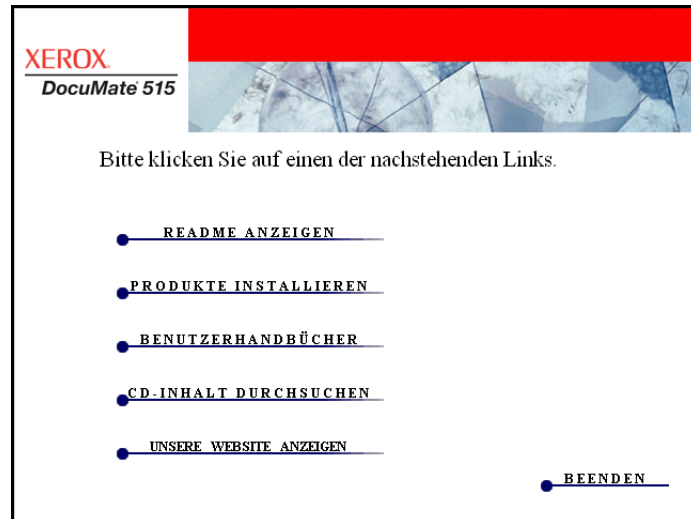 XEROX.
DocuMate 515
Bitte klicken Sie auf einen der nachstehenden Links.
README ANZEIGEN
PRODUKTE INSTALLIEREN
BENUTZERHANDBÜCHER
CD-INHALT DURCHSUCHEN
UNSERE WEBSITE ANZEIGEN
BEENDEN